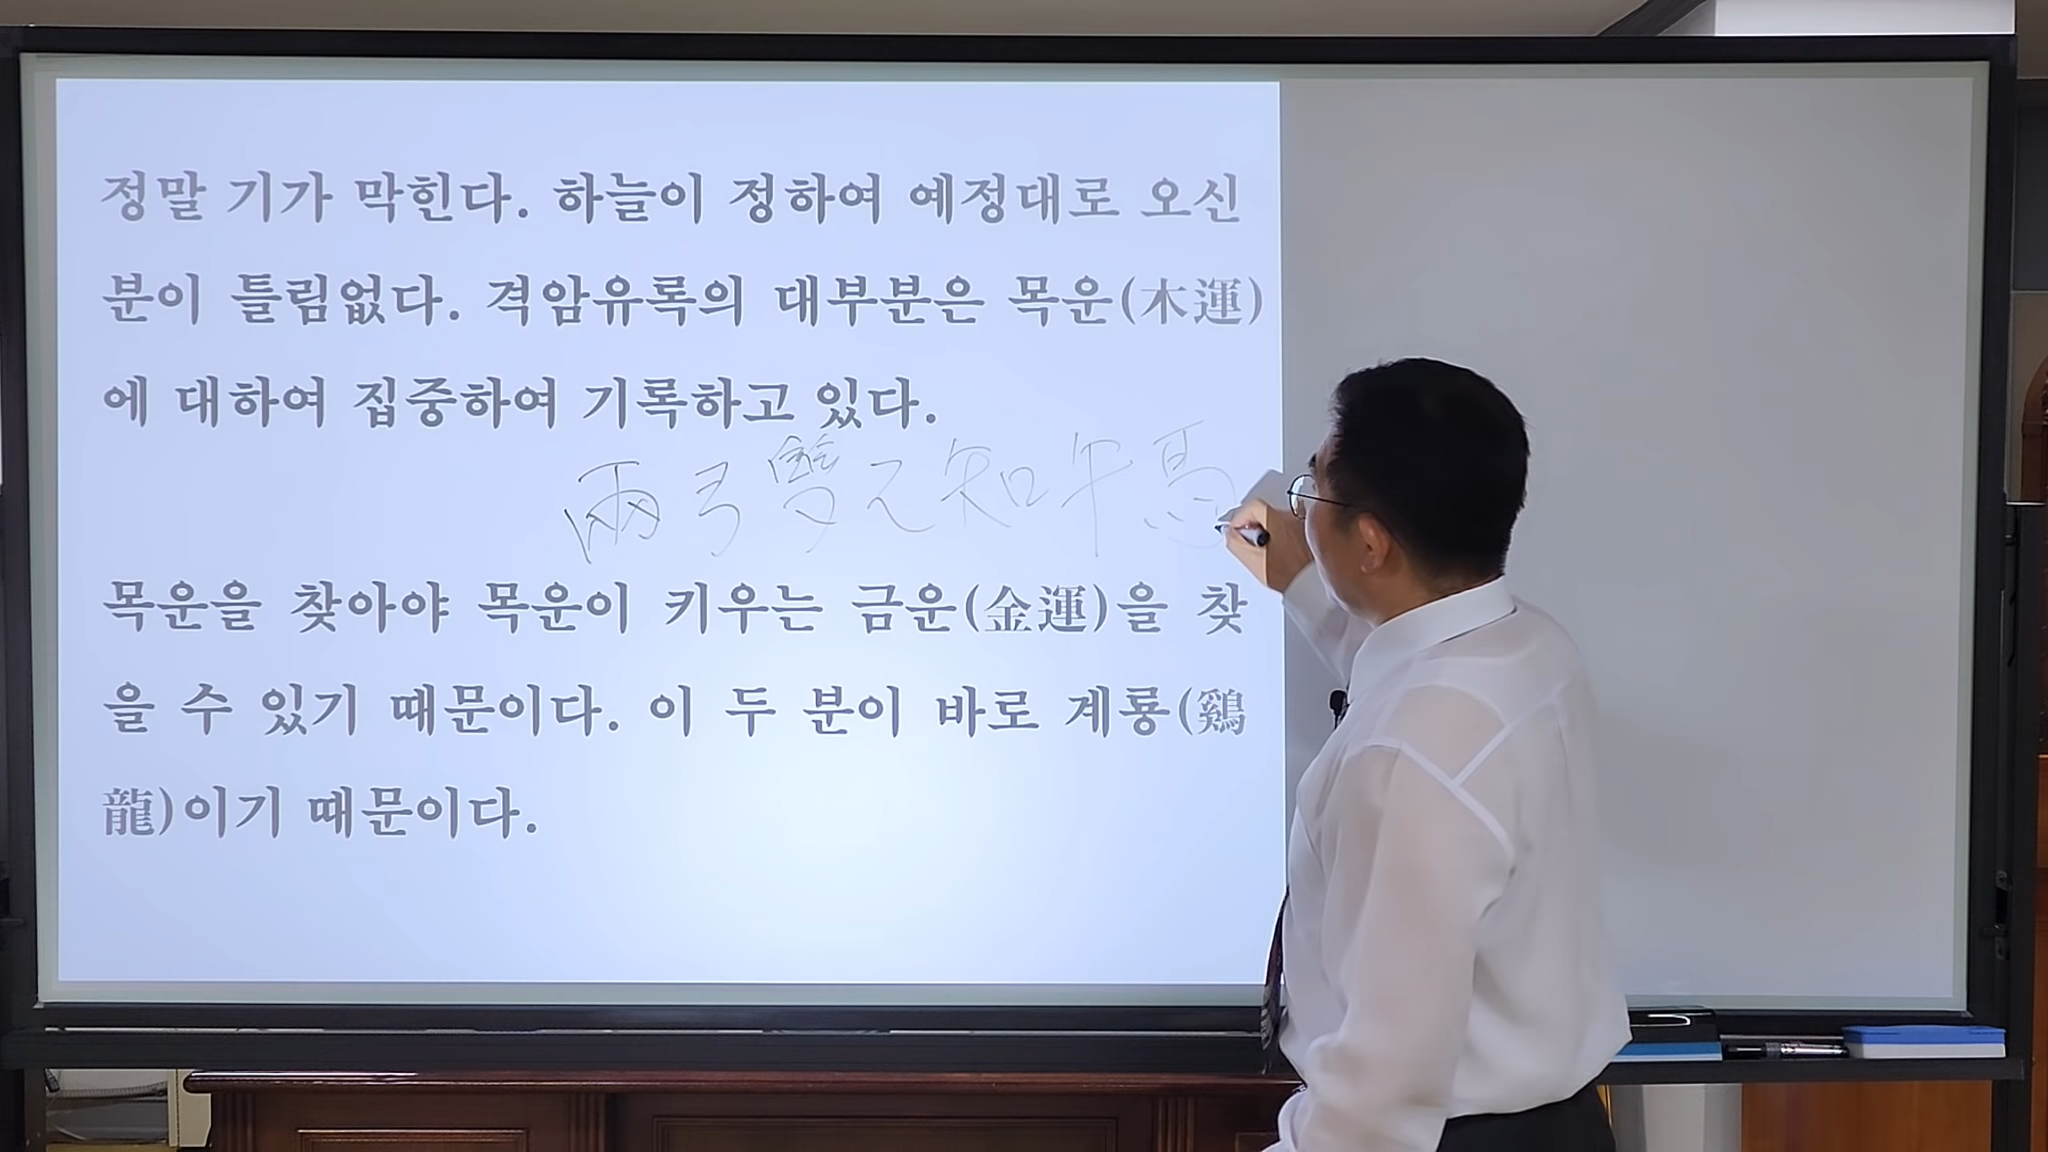 정말 기가 막힌다. 하늘이 정하여 예정대로 오신
분이 틀림없다. 격암유록의 대부분은 목운(木運)
에 대하여 집중하여 기록하고 있다.
兩弓雙乙知牛馬
목운을 찾아야 목운이 키우는 금운(金運)을 찾
을 수 있기 때문이다. 이 두 분이 바로 계룡(鷄
龍)이기 때문이다.